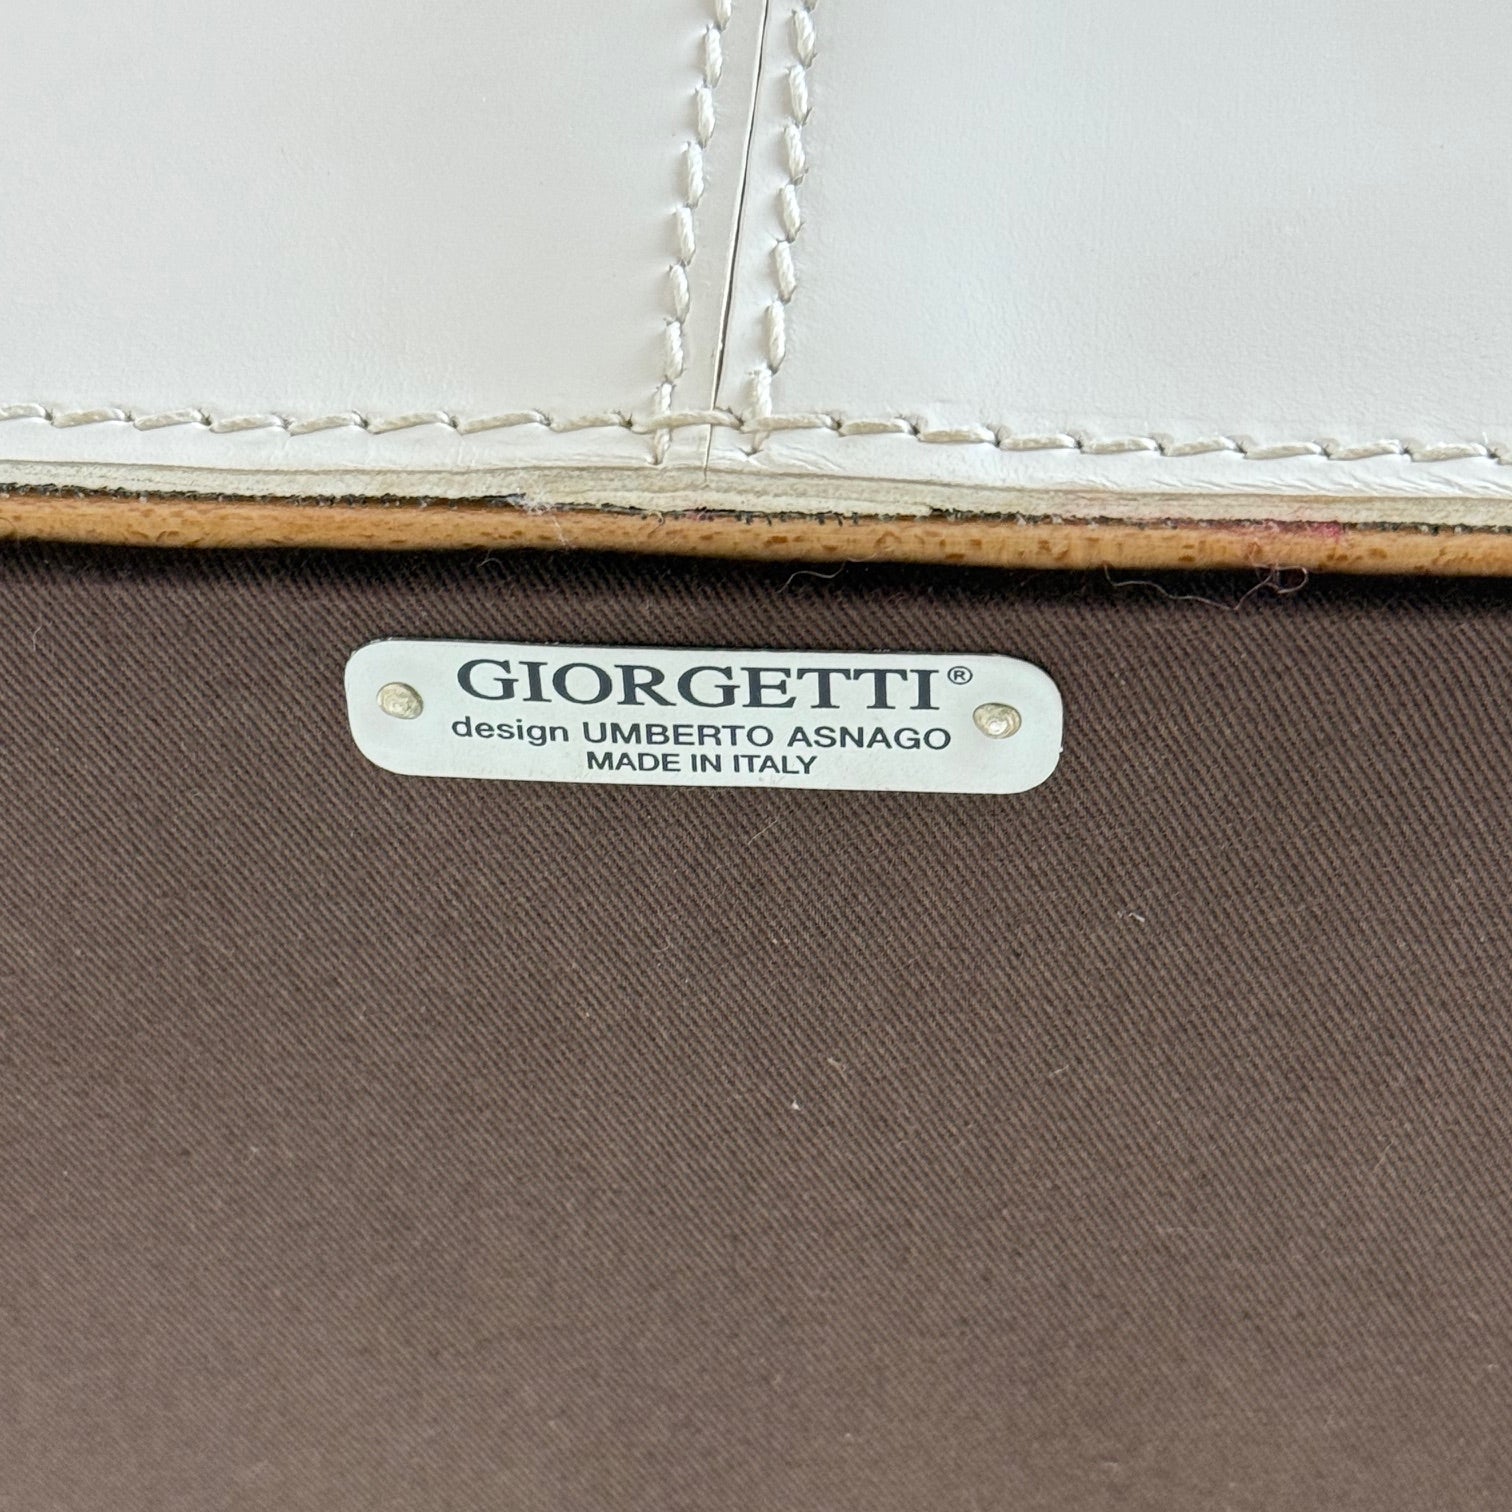 GIORGETTI®
design UMBERTO ASNAGO
MADE IN ITALY